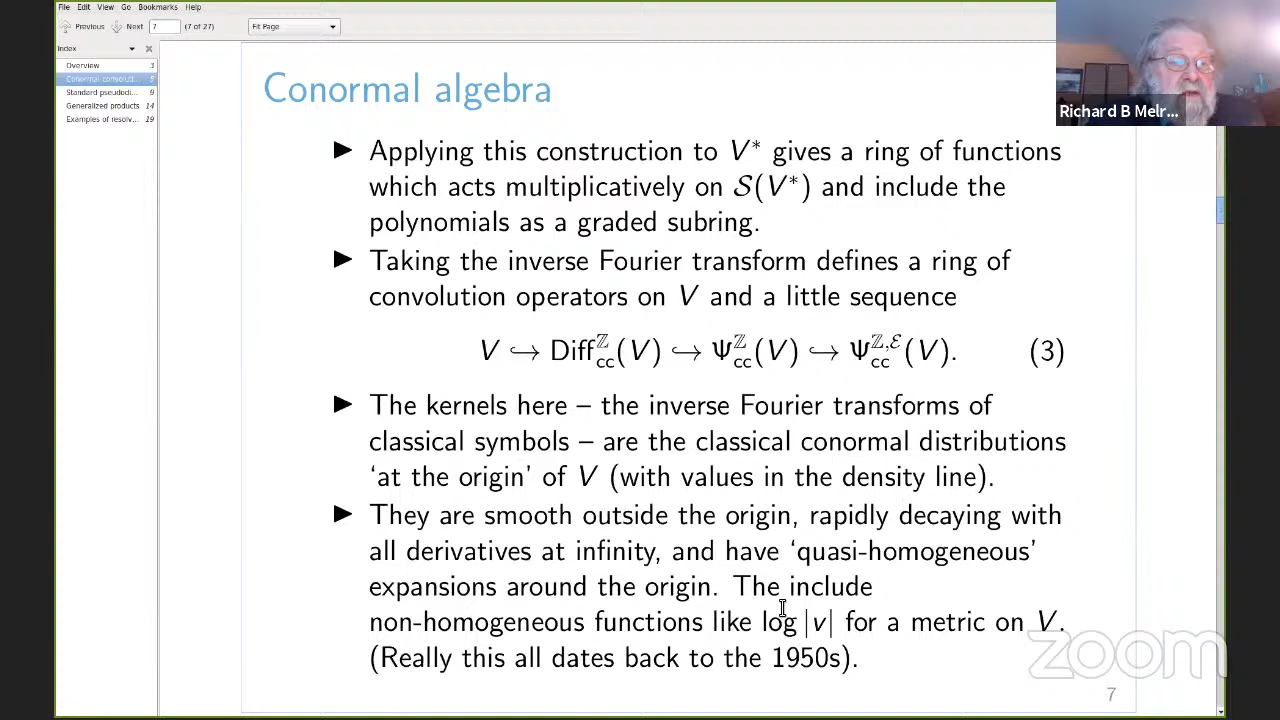 File Edit View Go Bookmarks Help
Previous Next 7 (7 of 27) Fit Page
Index
Overview 3
Conormal convoluti... 5
Standard pseudodi... 9
Generalized products 14
Examples of resolv... 19
Richard B Melr...
Conormal algebra
▶ Applying this construction to V* gives a ring of functions
which acts multiplicatively on 𝒮(V*) and include the
polynomials as a graded subring.
▶ Taking the inverse Fourier transform defines a ring of
convolution operators on V and a little sequence
V ↪ Diff^ℤ_cc(V) ↪ Ψ^ℤ_cc(V) ↪ Ψ^{ℤ,ℰ}_cc(V). (3)
▶ The kernels here – the inverse Fourier transforms of
classical symbols – are the classical conormal distributions
‘at the origin’ of V (with values in the density line).
▶ They are smooth outside the origin, rapidly decaying with
all derivatives at infinity, and have ‘quasi-homogeneous’
expansions around the origin. The include
non-homogeneous functions like log |v| for a metric on V.
(Really this all dates back to the 1950s).
zoom
7